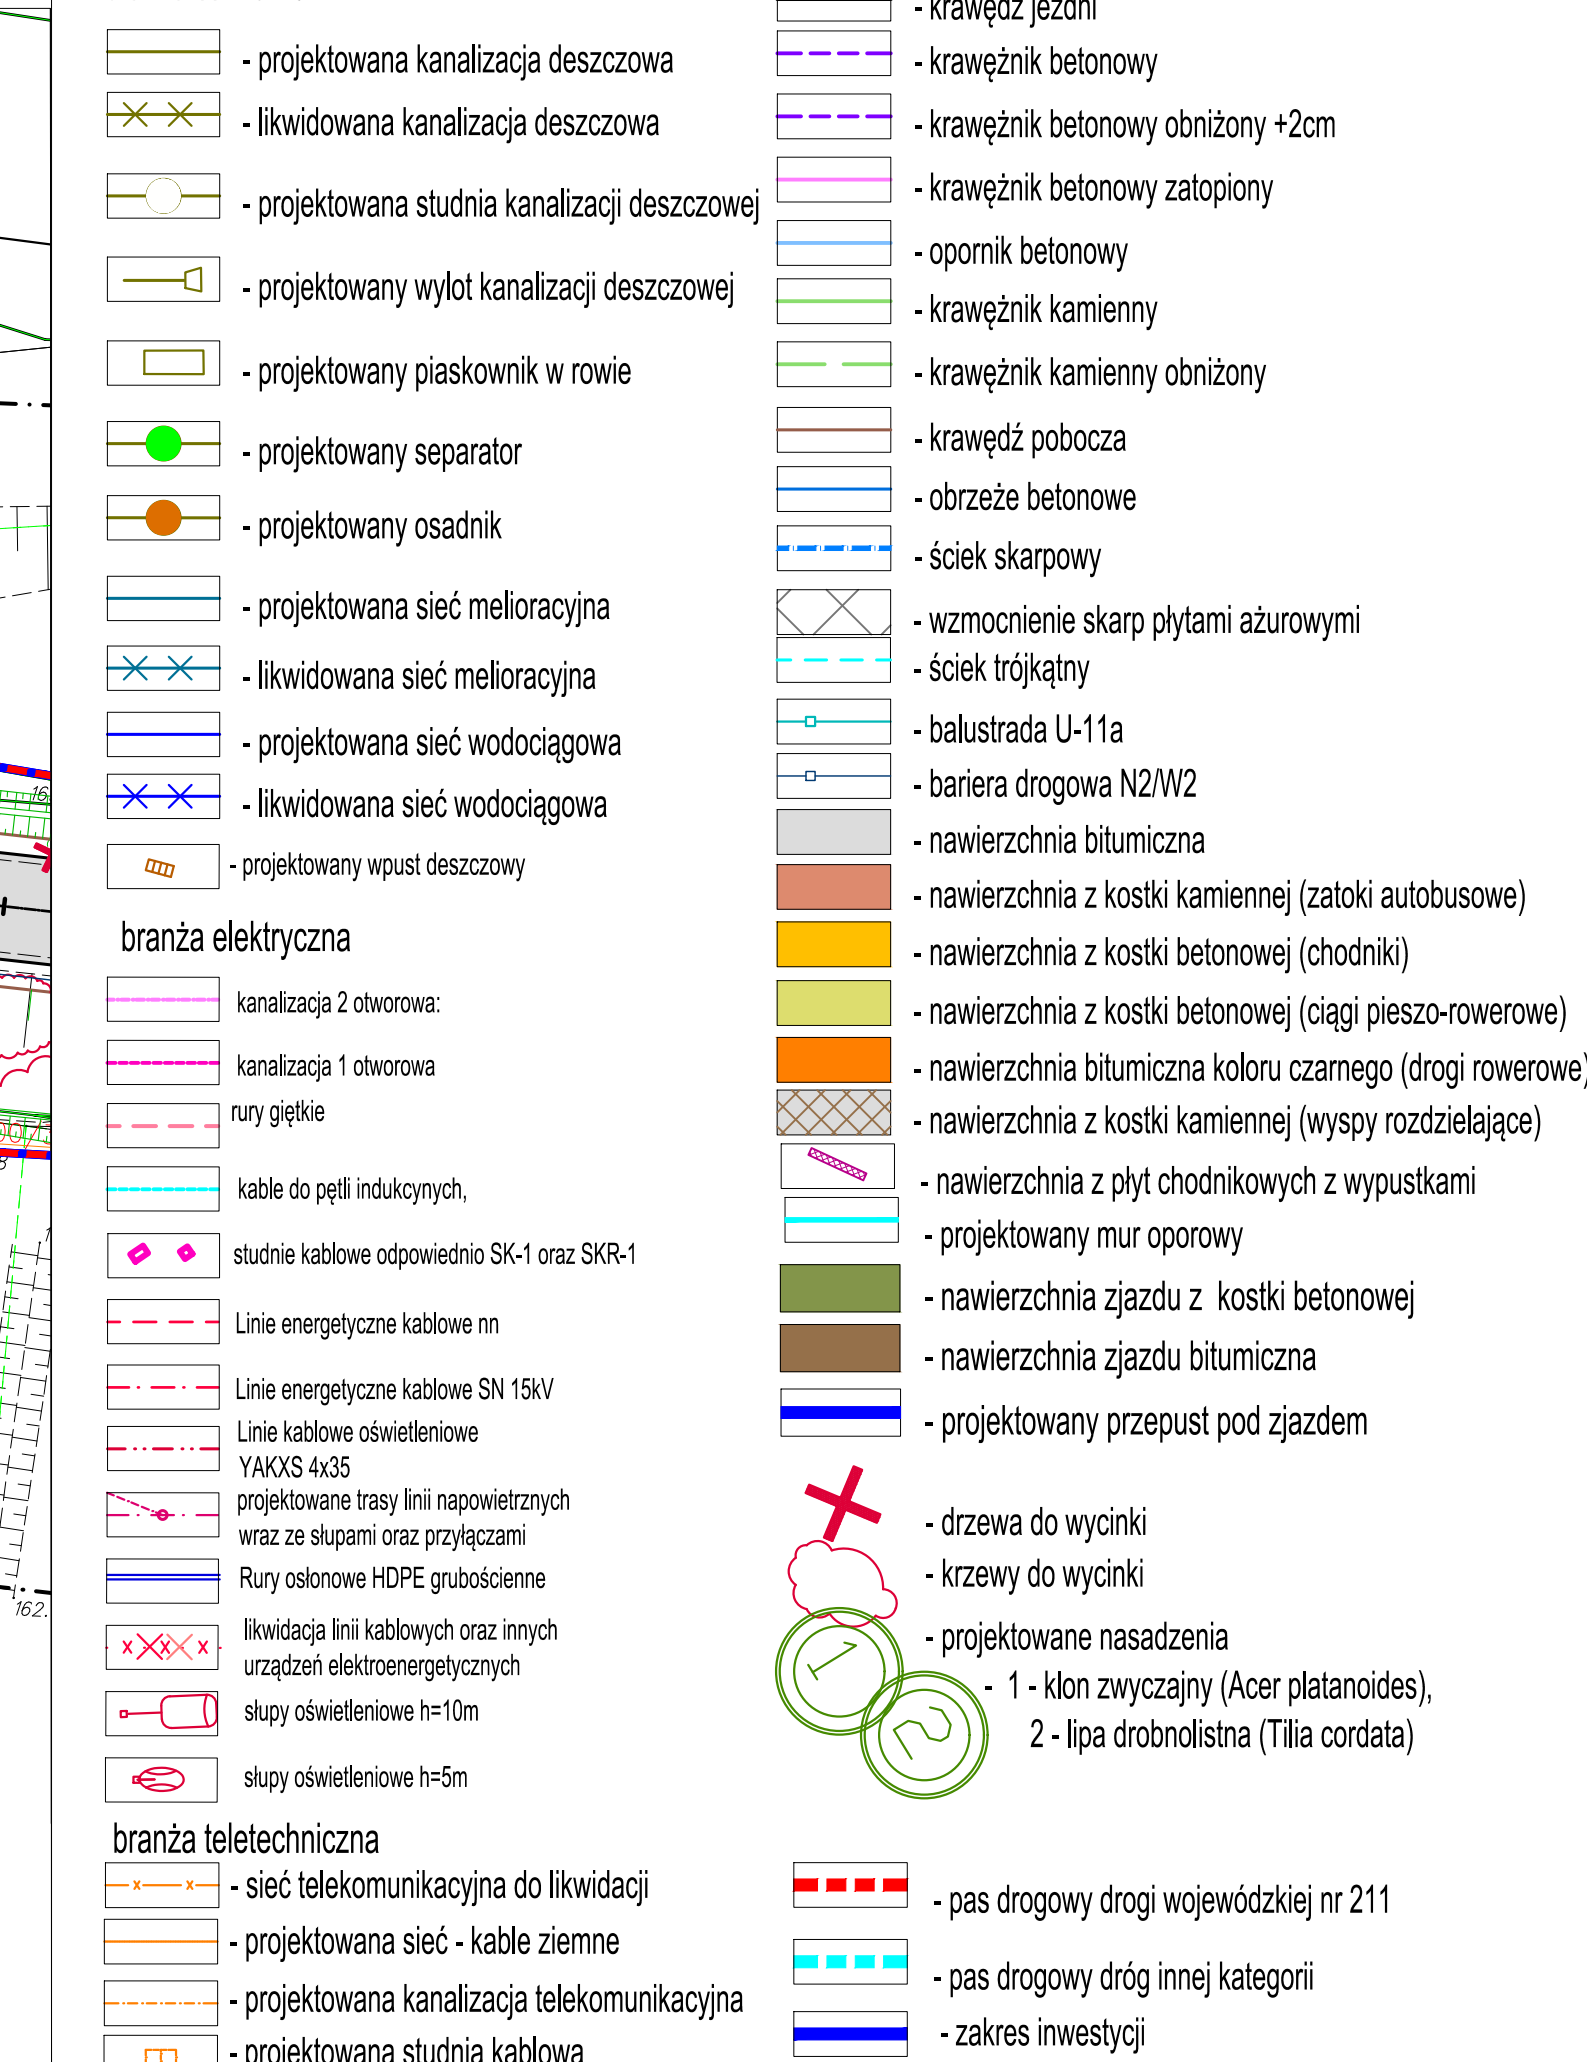 - projektowana kanalizacja deszczowa
- likwidowana kanalizacja deszczowa
- projektowana studnia kanalizacji deszczowej
- projektowany wylot kanalizacji deszczowej
- projektowany piaskownik w rowie
- projektowany separator
- projektowany osadnik
- projektowana sieć melioracyjna
- likwidowana sieć melioracyjna
- projektowana sieć wodociągowa
- likwidowana sieć wodociągowa
- projektowany wpust deszczowy
branża elektryczna
kanalizacja 2 otworowa:
kanalizacja 1 otworowa
rury giętkie
kable do pętli indukcynych,
studnie kablowe odpowiednio SK-1 oraz SKR-1
Linie energetyczne kablowe nn
Linie energetyczne kablowe SN 15kV
Linie kablowe oświetleniowe
YAKXS 4x35
projektowane trasy linii napowietrznych
wraz ze słupami oraz przyłączami
Rury osłonowe HDPE grubościenne
likwidacja linii kablowych oraz innych
urządzeń elektroenergetycznych
słupy oświetleniowe h=10m
słupy oświetleniowe h=5m
branża teletechniczna
- sieć telekomunikacyjna do likwidacji
- projektowana sieć - kable ziemne
- projektowana kanalizacja telekomunikacyjna
- projektowana studnia kablowa
- krawędź jezdni
- krawężnik betonowy
- krawężnik betonowy obniżony +2cm
- krawężnik betonowy zatopiony
- opornik betonowy
- krawężnik kamienny
- krawężnik kamienny obniżony
- krawędź pobocza
- obrzeże betonowe
- ściek skarpowy
- wzmocnienie skarp płytami ażurowymi
- ściek trójkątny
- balustrada U-11a
- bariera drogowa N2/W2
- nawierzchnia bitumiczna
- nawierzchnia z kostki kamiennej (zatoki autobusowe)
- nawierzchnia z kostki betonowej (chodniki)
- nawierzchnia z kostki betonowej (ciągi pieszo-rowerowe)
- nawierzchnia bitumiczna koloru czarnego (drogi rowerowe)
- nawierzchnia z kostki kamiennej (wyspy rozdzielające)
- nawierzchnia z płyt chodnikowych z wypustkami
- projektowany mur oporowy
- nawierzchnia zjazdu z kostki betonowej
- nawierzchnia zjazdu bitumiczna
- projektowany przepust pod zjazdem
- drzewa do wycinki
- krzewy do wycinki
- projektowane nasadzenia
1
2
- 1 - klon zwyczajny (Acer platanoides),
2 - lipa drobnolistna (Tilia cordata)
- pas drogowy drogi wojewódzkiej nr 211
- pas drogowy dróg innej kategorii
- zakres inwestycji
16
162.